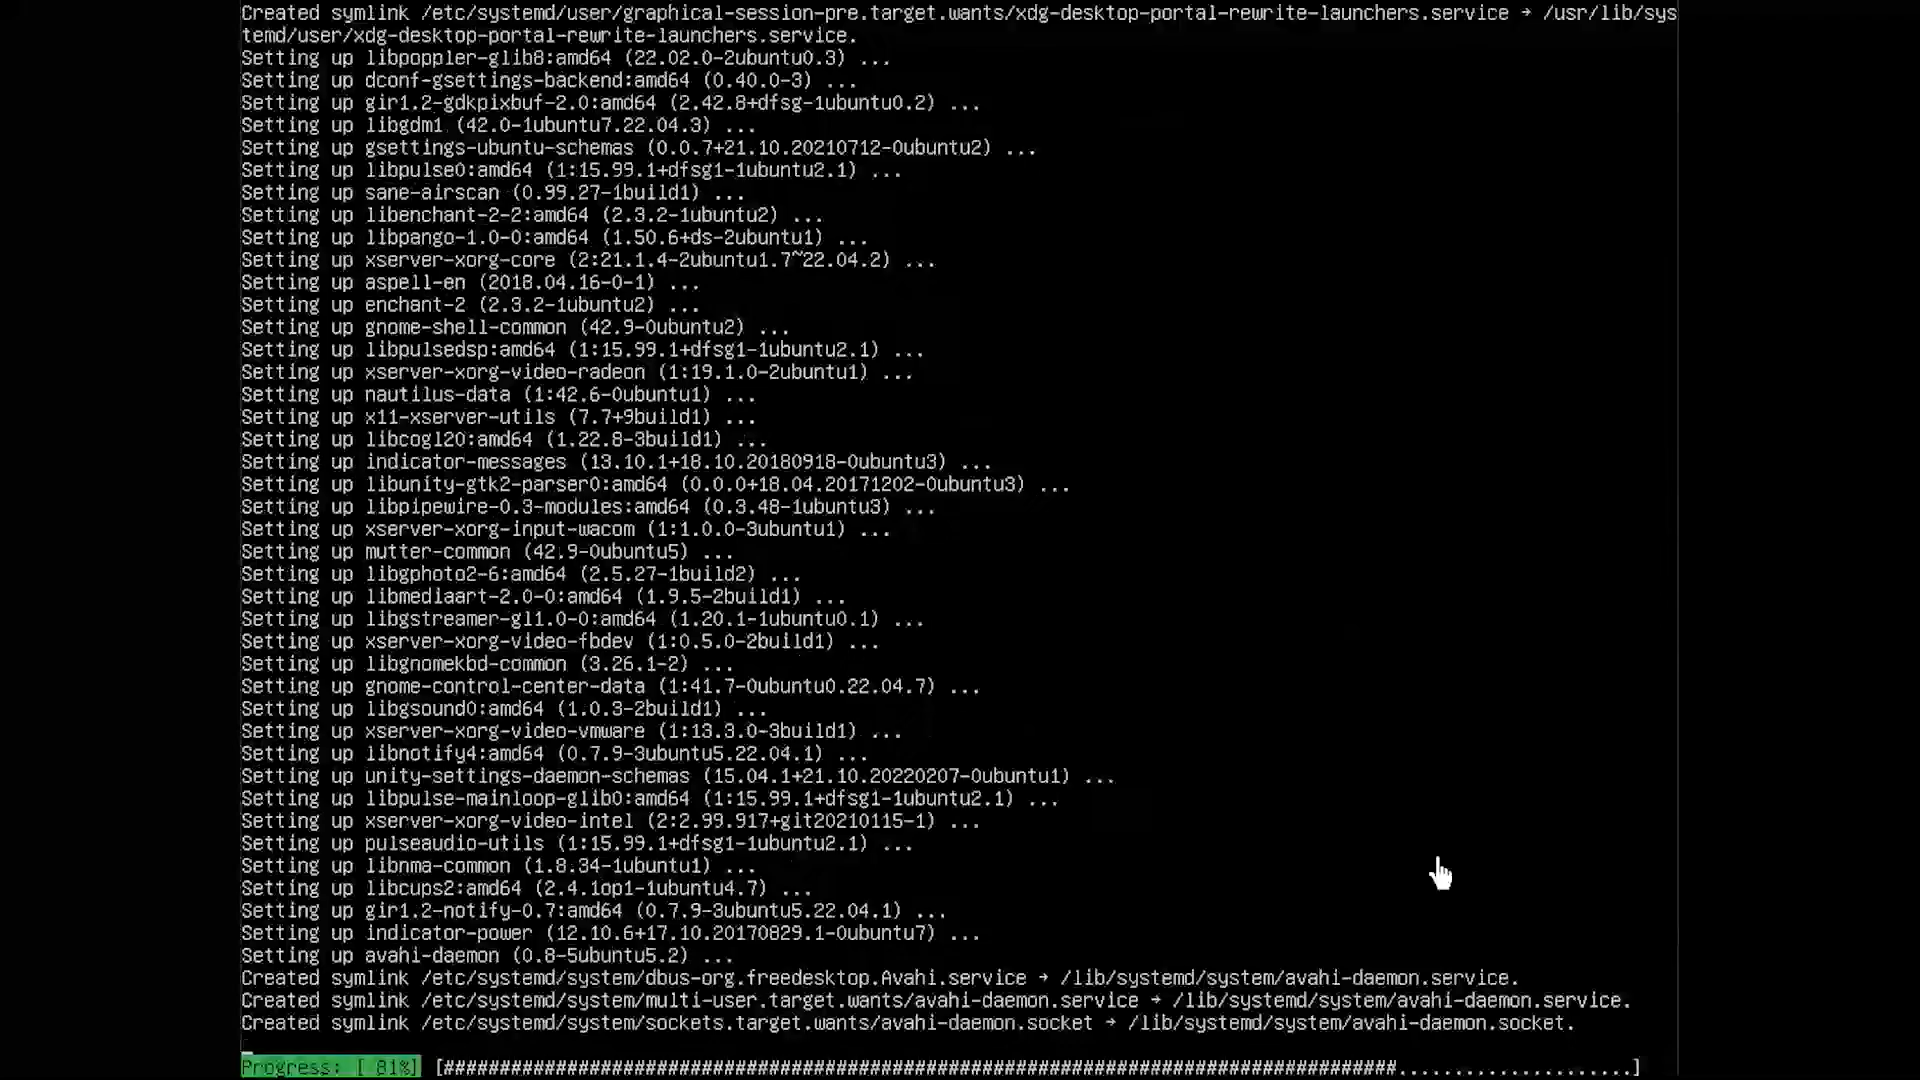 Created symlink /etc/systemd/user/graphical-session-pre.target.wants/xdg-desktop-portal-rewrite-launchers.service → /usr/lib/sys
temd/user/xdg-desktop-portal-rewrite-launchers.service.
Setting up libpoppler-glib8:amd64 (22.02.0-2ubuntu0.3) ...
Setting up dconf-gsettings-backend:amd64 (0.40.0-3) ...
Setting up gir1.2-gdkpixbuf-2.0:amd64 (2.42.8+dfsg-1ubuntu0.2) ...
Setting up libgdm1 (42.0-1ubuntu7.22.04.3) ...
Setting up gsettings-ubuntu-schemas (0.0.7+21.10.20210712-0ubuntu2) ...
Setting up libpulse0:amd64 (1:15.99.1+dfsg1-1ubuntu2.1) ...
Setting up sane-airscan (0.99.27-1build1) ...
Setting up libenchant-2-2:amd64 (2.3.2-1ubuntu2) ...
Setting up libpango-1.0-0:amd64 (1.50.6+ds-2ubuntu1) ...
Setting up xserver-xorg-core (2:21.1.4-2ubuntu1.7~22.04.2) ...
Setting up aspell-en (2018.04.16-0-1) ...
Setting up enchant-2 (2.3.2-1ubuntu2) ...
Setting up gnome-shell-common (42.9-0ubuntu2) ...
Setting up libpulsedsp:amd64 (1:15.99.1+dfsg1-1ubuntu2.1) ...
Setting up xserver-xorg-video-radeon (1:19.1.0-2ubuntu1) ...
Setting up nautilus-data (1:42.6-0ubuntu1) ...
Setting up x11-xserver-utils (7.7+9build1) ...
Setting up libcogl20:amd64 (1.22.8-3build1) ...
Setting up indicator-messages (13.10.1+18.10.20180918-0ubuntu3) ...
Setting up libunity-gtk2-parser0:amd64 (0.0.0+18.04.20171202-0ubuntu3) ...
Setting up libpipewire-0.3-modules:amd64 (0.3.48-1ubuntu3) ...
Setting up xserver-xorg-input-wacom (1:1.0.0-3ubuntu1) ...
Setting up mutter-common (42.9-0ubuntu5) ...
Setting up libgphoto2-6:amd64 (2.5.27-1build2) ...
Setting up libmediaart-2.0-0:amd64 (1.9.5-2build1) ...
Setting up libgstreamer-gl1.0-0:amd64 (1.20.1-1ubuntu0.1) ...
Setting up xserver-xorg-video-fbdev (1:0.5.0-2build1) ...
Setting up libgnomekbd-common (3.26.1-2) ...
Setting up gnome-control-center-data (1:41.7-0ubuntu0.22.04.7) ...
Setting up libgsound0:amd64 (1.0.3-2build1) ...
Setting up xserver-xorg-video-vmware (1:13.3.0-3build1) ...
Setting up libnotify4:amd64 (0.7.9-3ubuntu5.22.04.1) ...
Setting up unity-settings-daemon-schemas (15.04.1+21.10.20220207-0ubuntu1) ...
Setting up libpulse-mainloop-glib0:amd64 (1:15.99.1+dfsg1-1ubuntu2.1) ...
Setting up xserver-xorg-video-intel (2:2.99.917+git20210115-1) ...
Setting up pulseaudio-utils (1:15.99.1+dfsg1-1ubuntu2.1) ...
Setting up libnma-common (1.8.34-1ubuntu1) ...
Setting up libcups2:amd64 (2.4.1op1-1ubuntu4.7) ...
Setting up gir1.2-notify-0.7:amd64 (0.7.9-3ubuntu5.22.04.1) ...
Setting up indicator-power (12.10.6+17.10.20170829.1-0ubuntu7) ...
Setting up avahi-daemon (0.8-5ubuntu5.2) ...
Created symlink /etc/systemd/system/dbus-org.freedesktop.Avahi.service → /lib/systemd/system/avahi-daemon.service.
Created symlink /etc/systemd/system/multi-user.target.wants/avahi-daemon.service → /lib/systemd/system/avahi-daemon.service.
Created symlink /etc/systemd/system/sockets.target.wants/avahi-daemon.socket → /lib/systemd/system/avahi-daemon.socket.
Progress: [ 81%] [#####################################################################################.....................]